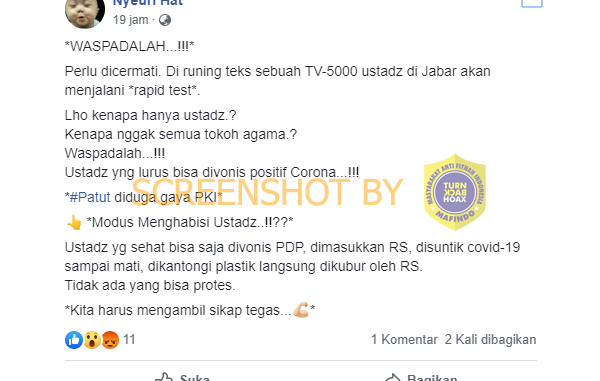 Nyeuri Hat
19 jam ·
*WASPADALAH...!!!*
Perlu dicermati. Di runing teks sebuah TV-5000 ustadz di Jabar akan
menjalani *rapid test*.
Lho kenapa hanya ustadz.?
Kenapa nggak semua tokoh agama.?
Waspadalah...!!!
Ustadz yng lurus bisa divonis positif Corona...!!!
*#Patut diduga gaya PKI*
SCREENSHOT BY
MASYARAKAT ANTI FITNAH INDONESIA
TURN
BACK
HOAX
MAFINDO
👆 *Modus Menghabisi Ustadz..!!??*
Ustadz yg sehat bisa saja divonis PDP, dimasukkan RS, disuntik covid-19
sampai mati, dikantongi plastik langsung dikubur oleh RS.
Tidak ada yang bisa protes.
*Kita harus mengambil sikap tegas...💪🏻*
11
1 Komentar 2 Kali dibagikan
Suka
Bagikan